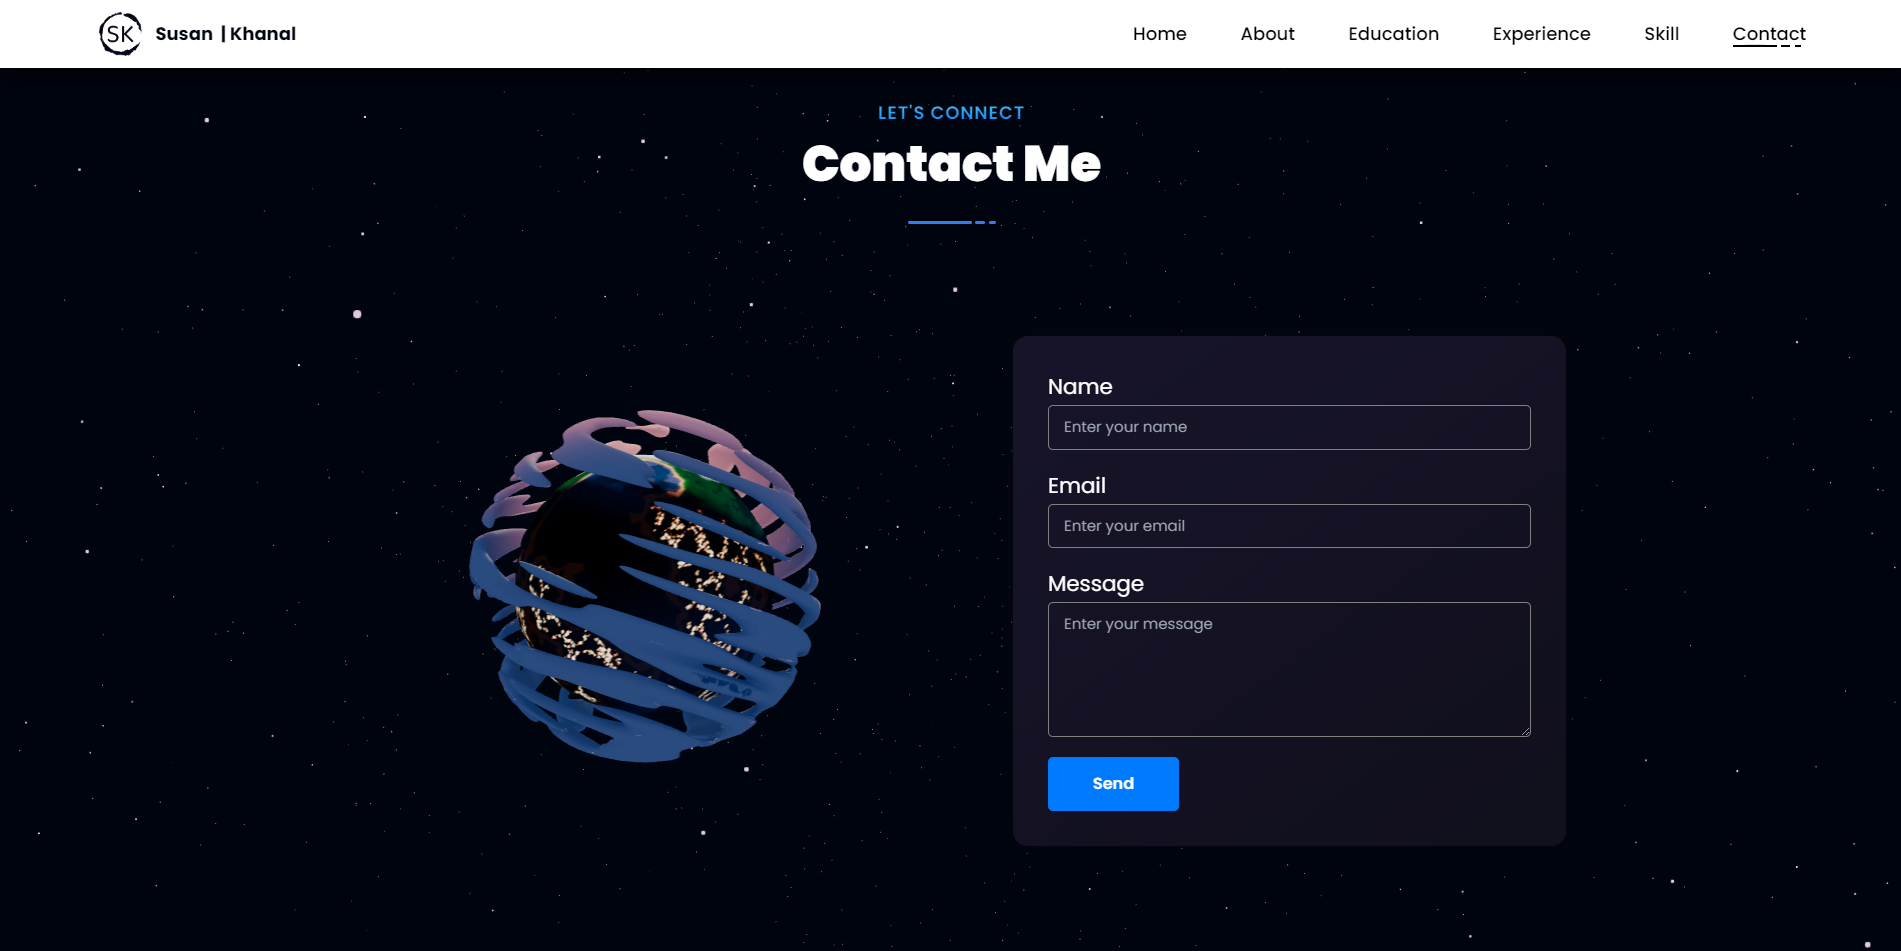 SK Susan | Khanal Home About Education Experience Skill Contact
LET'S CONNECT
Contact Me
Name
Enter your name
Email
Enter your email
Message
Enter your message
Send